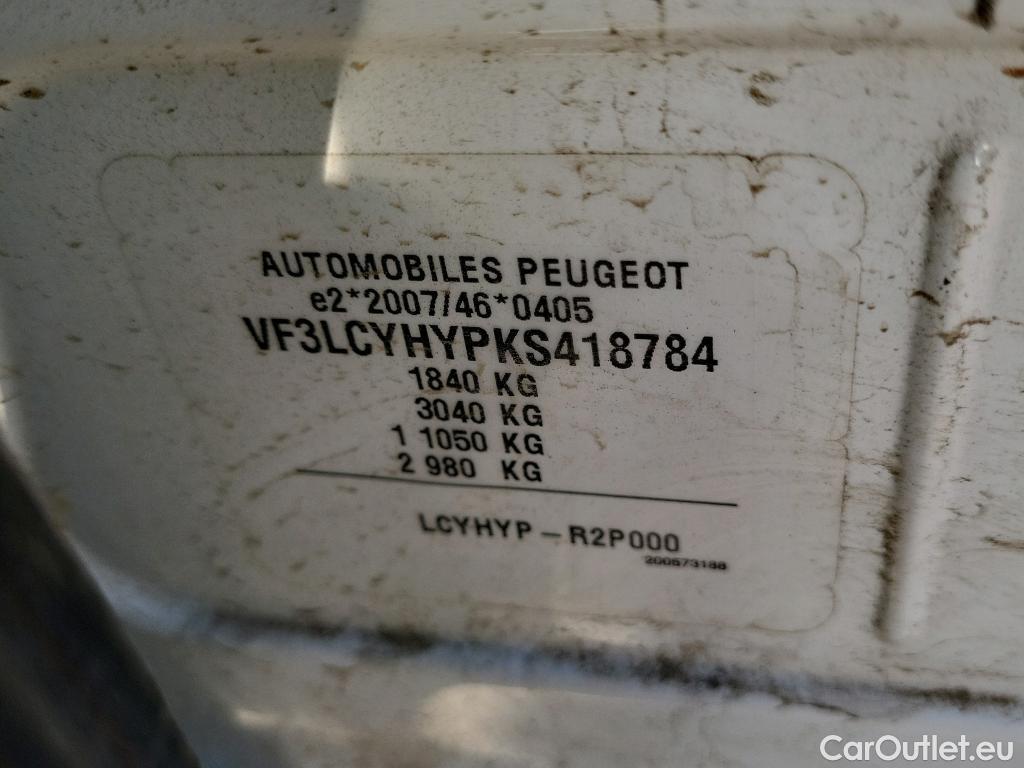 AUTOMOBILES PEUGEOT
e2*2007/46*0405
VF3LCYHYPKS418784
1840 KG
3040 KG
1 1050 KG
2 980 KG
LCYHYP – R2P000
200573188
CarOutlet.eu